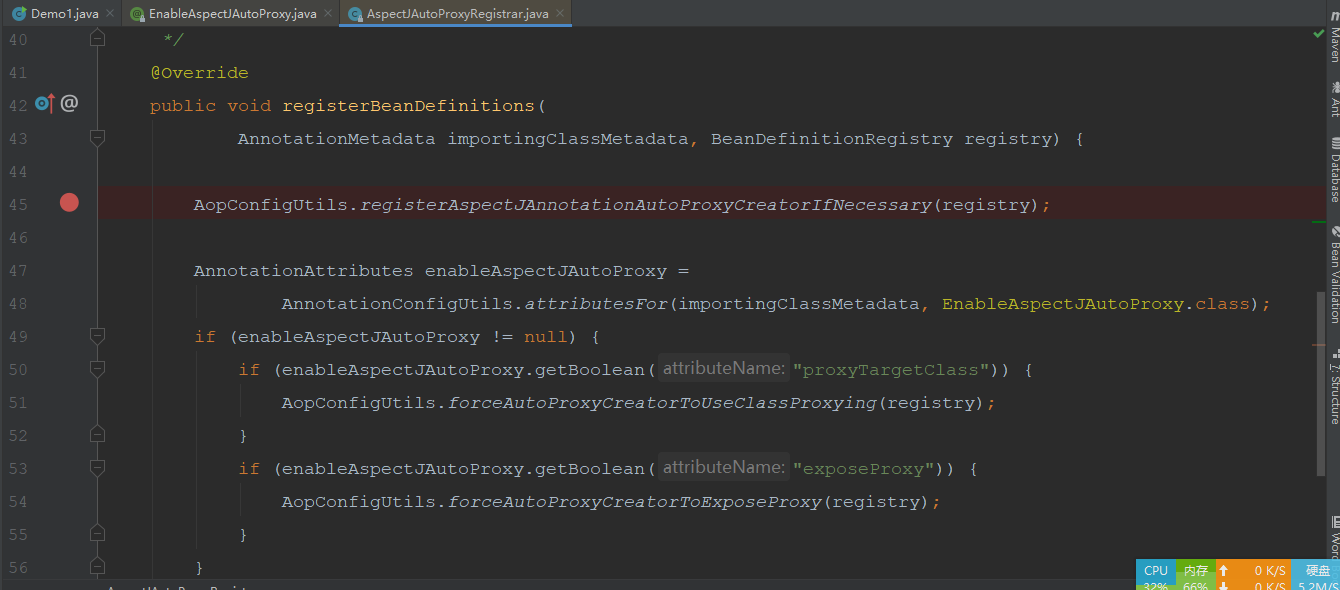 Demo1.java EnableAspectJAutoProxy.java AspectJAutoProxyRegistrar.java
40 */
41 @Override
42 @ public void registerBeanDefinitions(
43 AnnotationMetadata importingClassMetadata, BeanDefinitionRegistry registry) {
44
45 AopConfigUtils.registerAspectJAnnotationAutoProxyCreatorIfNecessary(registry);
46
47 AnnotationAttributes enableAspectJAutoProxy =
48 AnnotationConfigUtils.attributesFor(importingClassMetadata, EnableAspectJAutoProxy.class);
49 if (enableAspectJAutoProxy != null) {
50 if (enableAspectJAutoProxy.getBoolean( attributeName: "proxyTargetClass")) {
51 AopConfigUtils.forceAutoProxyCreatorToUseClassProxying(registry);
52 }
53 if (enableAspectJAutoProxy.getBoolean( attributeName: "exposeProxy")) {
54 AopConfigUtils.forceAutoProxyCreatorToExposeProxy(registry);
55 }
56 }
Maven
Ant
Database
Bean Validation
7: Structure
CPU 内存 0 K/S 硬盘
32% 66% 0 K/S 5.2M/S